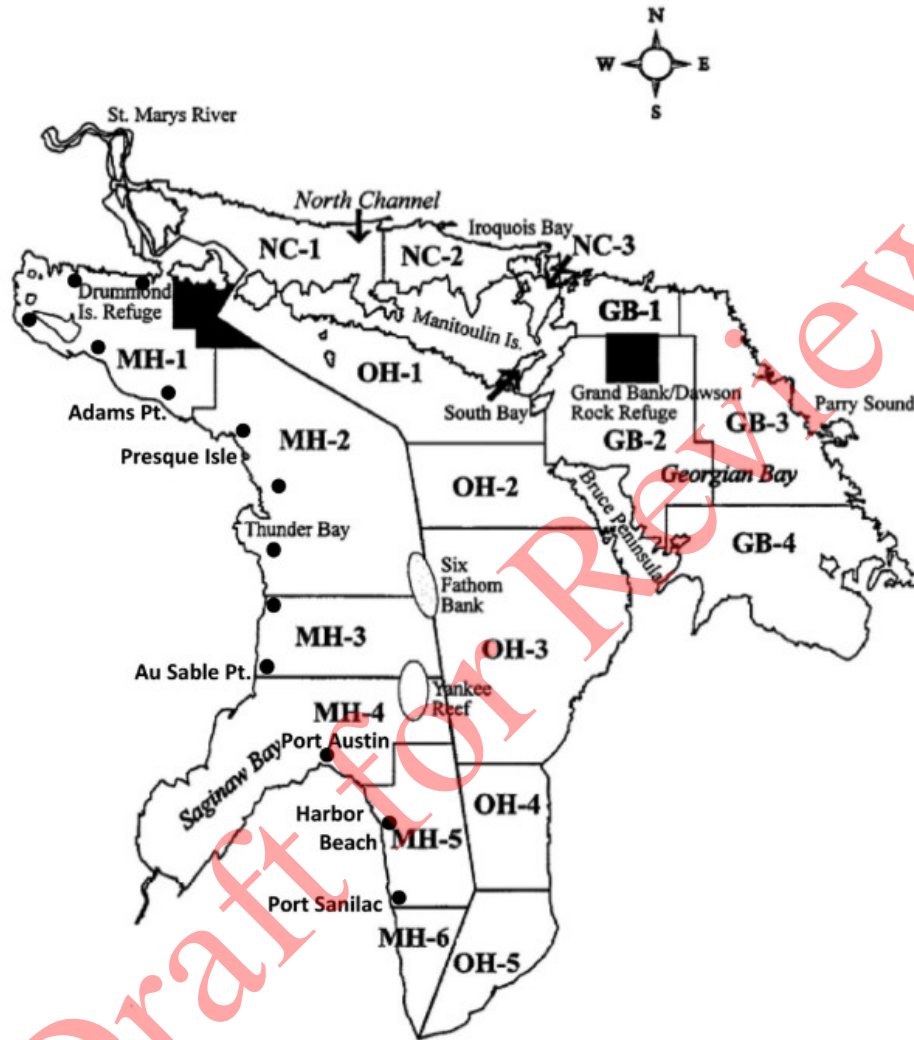 N
W E
S
St. Marys River
North Channel
Iroquois Bay
NC-3
NC-1
NC-2
Drummond
Is. Refuge
GB-1
Manitoulin Is.
MH-1
OH-1
Grand Bank/Dawson
Rock Refuge
South Bay
Parry Sound
Adams Pt.
GB-3
GB-2
MH-2
Presque Isle
Georgian Bay
OH-2
Bruce Peninsula
Thunder Bay
GB-4
Six
Fathom
Bank
MH-3
OH-3
Au Sable Pt.
Yankee
Reef
MH-4
Port Austin
Saginaw Bay
OH-4
Harbor
Beach
MH-5
Port Sanilac
MH-6
OH-5
Draft for Review